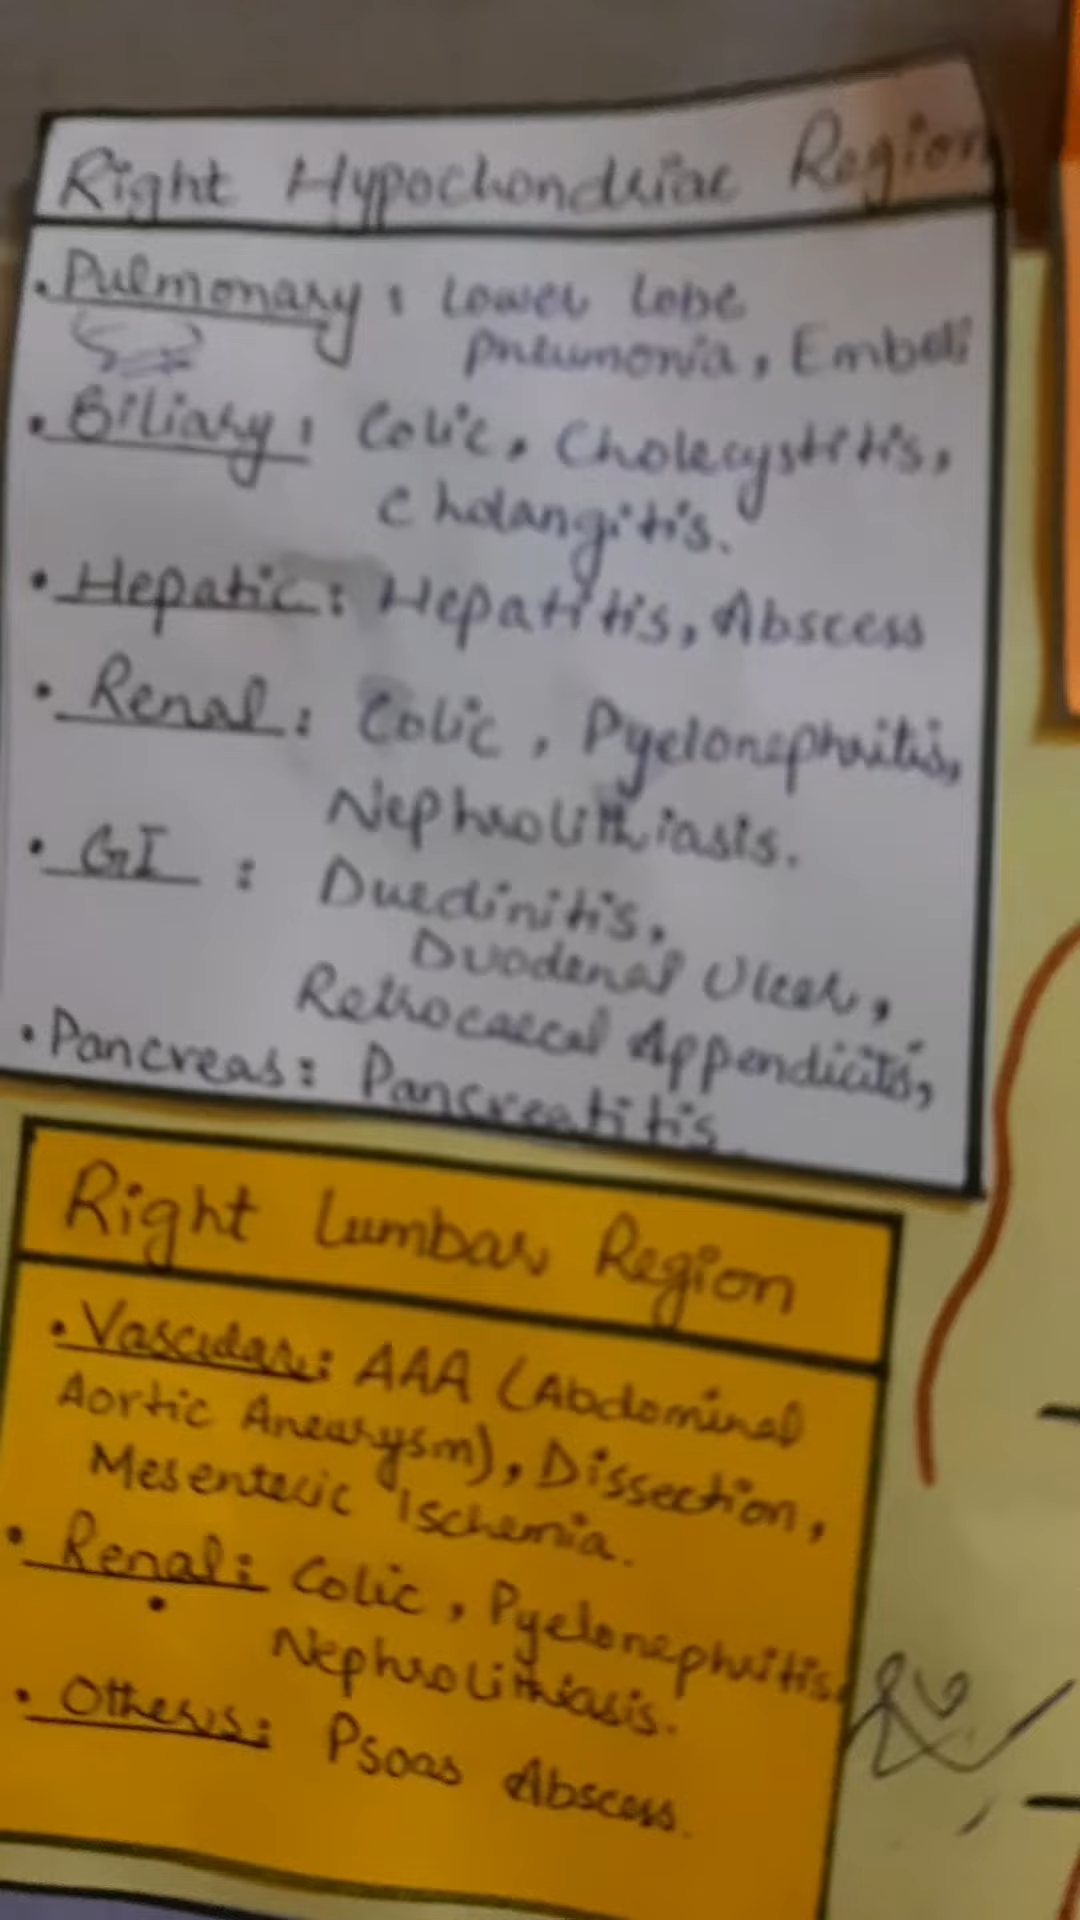 Right Hypochondriac Region
• Pulmonary : Lower Lobe
Pneumonia, Emboli
• Biliary : Colic, Cholecystitis,
Cholangitis.
• Hepatic : Hepatitis, Abscess
• Renal : Colic, Pyelonephritis,
Nephrolithiasis.
• GI : Duedinitis,
Duodenal Ulcer,
Retrocaecal Appendicitis,
• Pancreas : Pancreatitis
Right Lumbar Region
• Vascular : AAA (Abdominal
Aortic Anearysm), Dissection,
Mesenteric Ischemia.
• Renal : Colic, Pyelonephritis,
Nephrolithiasis.
• Others : Psoas Abscess.